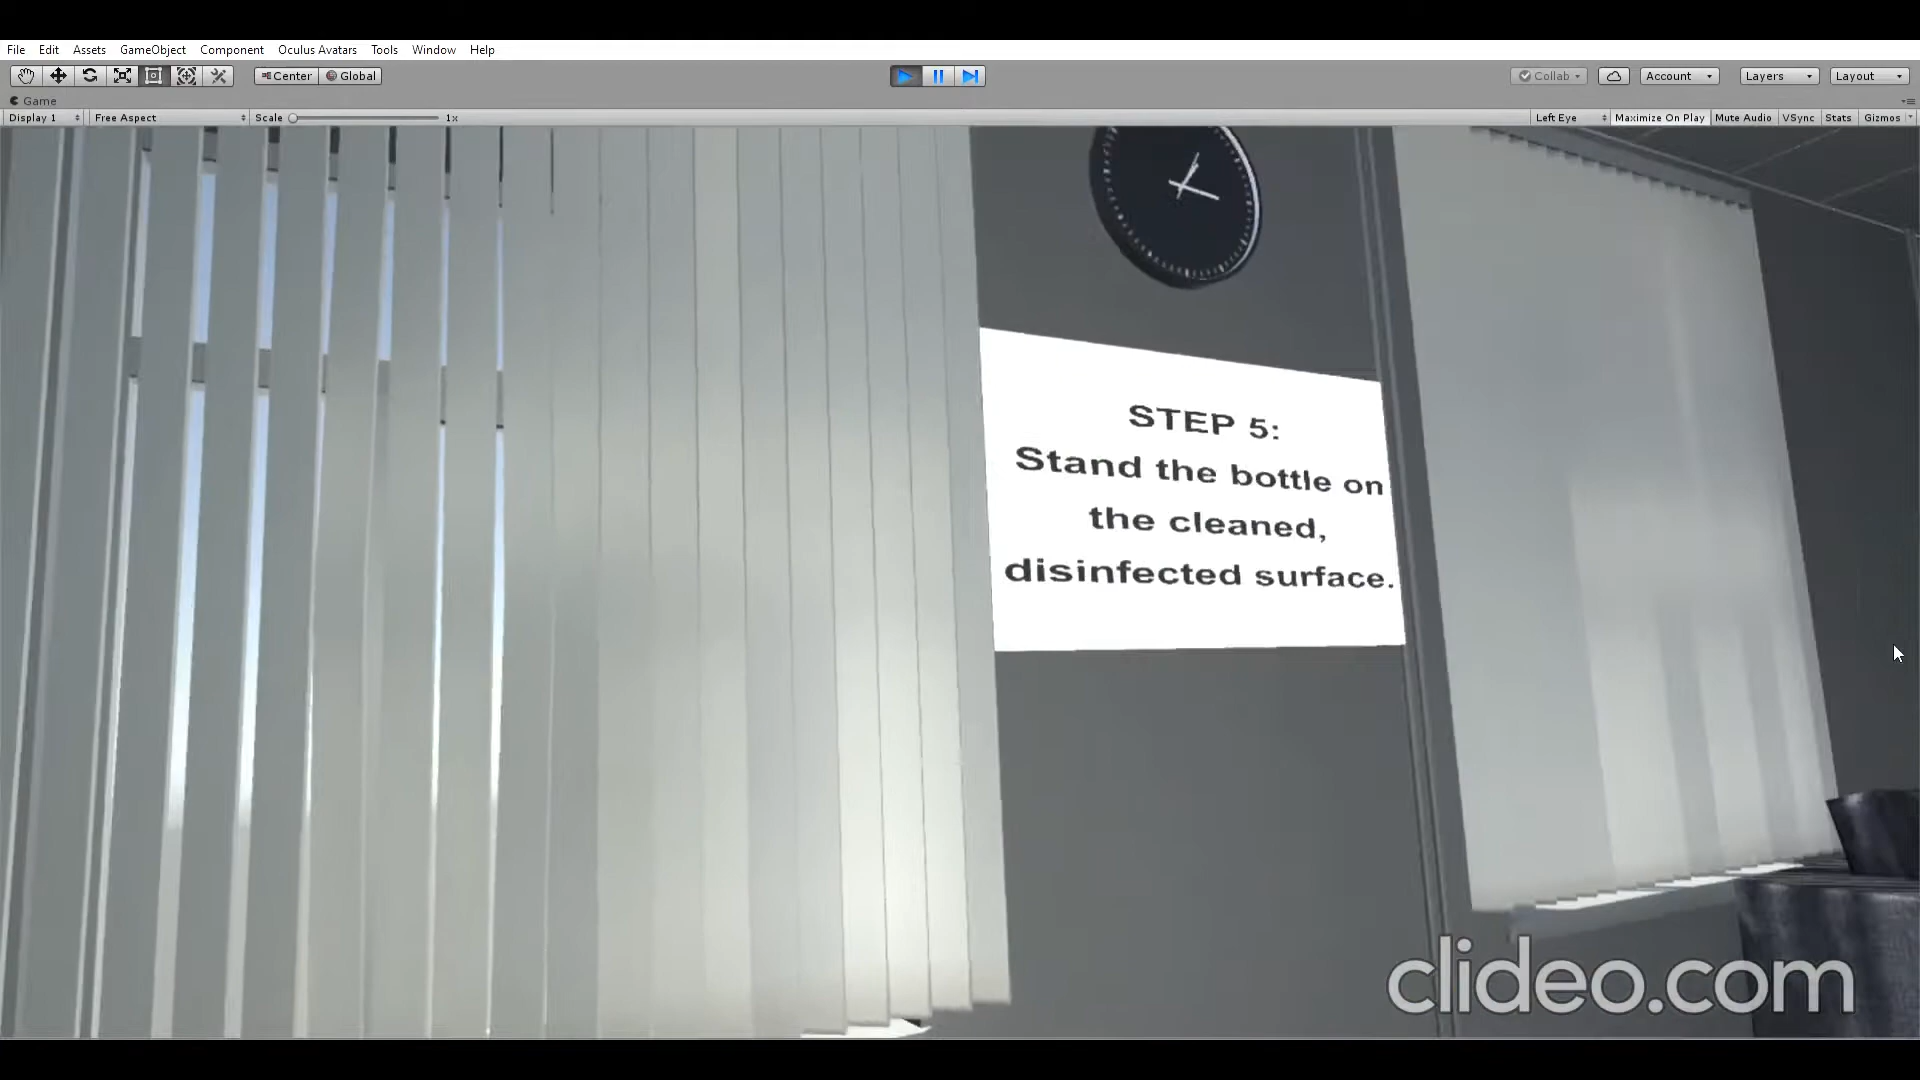 File Edit Assets GameObject Component Oculus Avatars Tools Window Help
Center Global Collab Account Layers Layout
Game
Display 1 Free Aspect Scale 1x Left Eye Maximize On Play Mute Audio VSync Stats Gizmos
STEP 5:
Stand the bottle on
the cleaned,
disinfected surface.
clideo.com